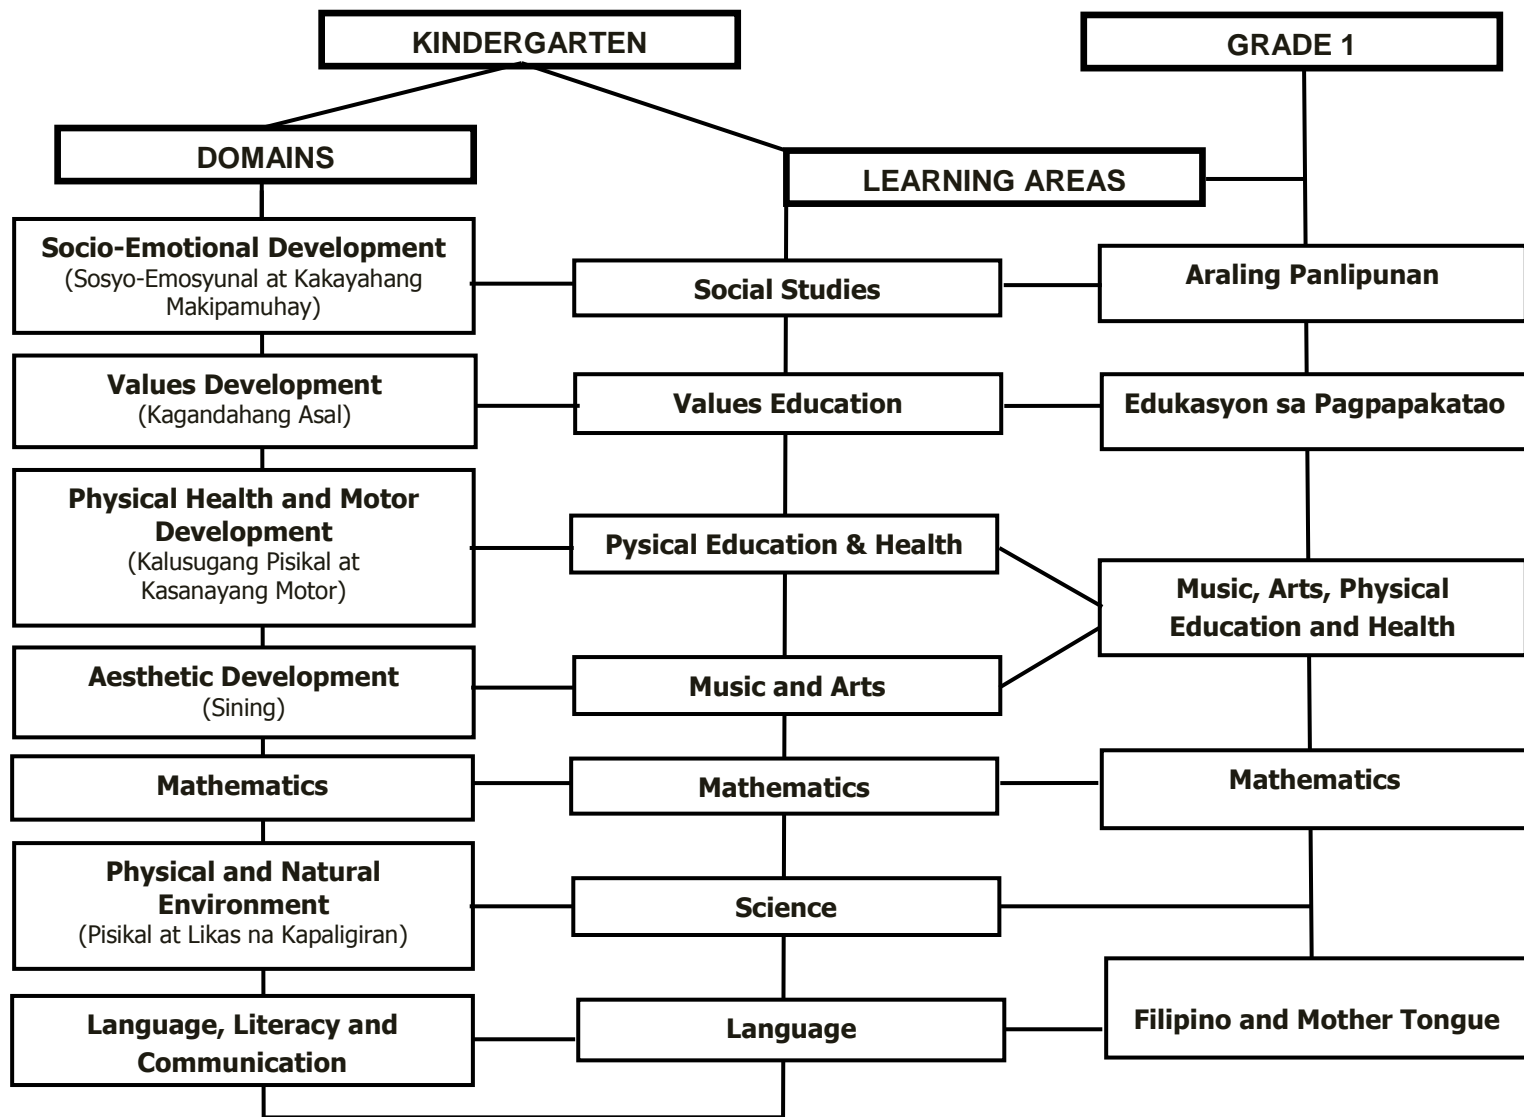 KINDERGARTEN
GRADE 1
DOMAINS
LEARNING AREAS
Socio-Emotional Development
(Sosyo-Emosyunal at Kakayahang
Makipamuhay)
Social Studies
Araling Panlipunan
Values Development
(Kagandahang Asal)
Values Education
Edukasyon sa Pagpapakatao
Physical Health and Motor
Development
(Kalusugang Pisikal at
Kasanayang Motor)
Pysical Education & Health
Music, Arts, Physical
Education and Health
Aesthetic Development
(Sining)
Music and Arts
Mathematics
Mathematics
Mathematics
Physical and Natural
Environment
(Pisikal at Likas na Kapaligiran)
Science
Language, Literacy and
Communication
Language
Filipino and Mother Tongue